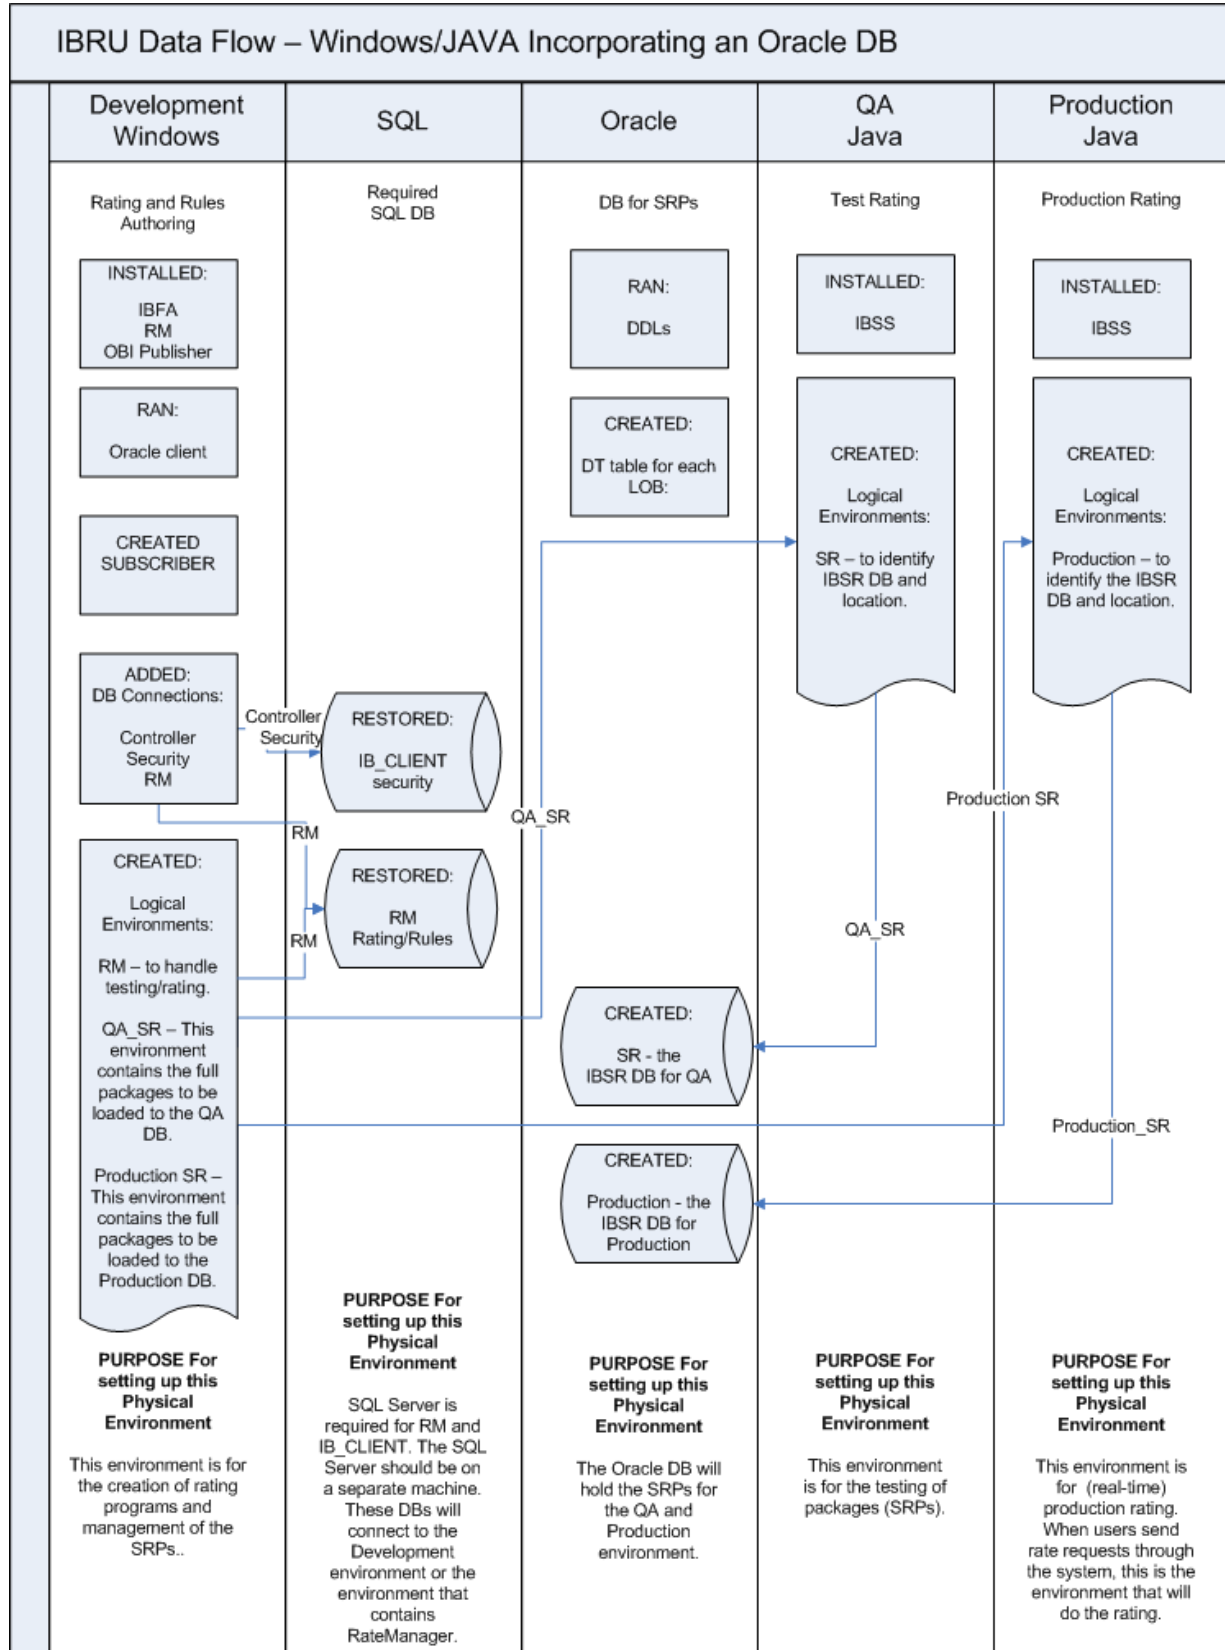 IBRU Data Flow – Windows/JAVA Incorporating an Oracle DB
Development
Windows
SQL
Oracle
QA
Java
Production
Java
Rating and Rules
Authoring
Required
SQL DB
DB for SRPs
Test Rating
Production Rating
INSTALLED:
IBFA
RM
OBI Publisher
RAN:
Oracle client
CREATED
SUBSCRIBER
ADDED:
DB Connections:
Controller
Security
RM
CREATED:
Logical
Environments:
RM – to handle
testing/rating.
QA_SR – This
environment
contains the full
packages to be
loaded to the QA
DB.
Production SR –
This environment
contains the full
packages to be
loaded to the
Production DB.
PURPOSE For
setting up this
Physical
Environment
This environment is for
the creation of rating
programs and
management of the
SRPs..
Controller
Security
RM
RM
RESTORED:
IB_CLIENT
security
RESTORED:
RM
Rating/Rules
PURPOSE For
setting up this
Physical
Environment
SQL Server is
required for RM and
IB_CLIENT. The SQL
Server should be on
a separate machine.
These DBs will
connect to the
Development
environment or the
environment that
contains
RateManager.
RAN:
DDLs
CREATED:
DT table for each
LOB:
QA_SR
CREATED:
SR - the
IBSR DB for QA
CREATED:
Production - the
IBSR DB for
Production
PURPOSE For
setting up this
Physical
Environment
The Oracle DB will
hold the SRPs for
the QA and
Production
environment.
INSTALLED:
IBSS
CREATED:
Logical
Environments:
SR – to identify
IBSR DB and
location.
QA_SR
PURPOSE For
setting up this
Physical
Environment
This environment
is for the testing of
packages (SRPs).
INSTALLED:
IBSS
CREATED:
Logical
Environments:
Production – to
identify the IBSR
DB and location.
Production SR
Production_SR
PURPOSE For
setting up this
Physical
Environment
This environment is
for (real-time)
production rating.
When users send
rate requests through
the system, this is the
environment that will
do the rating.